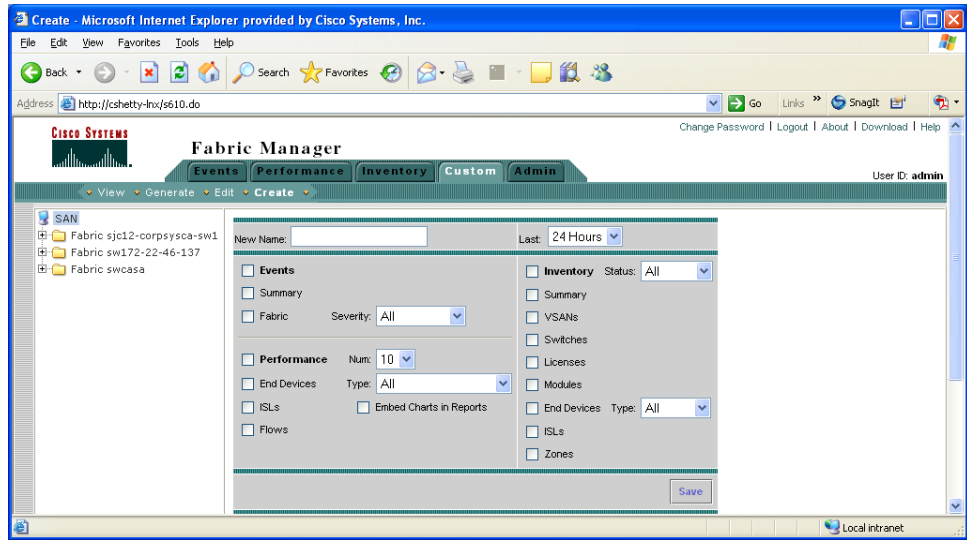 Create - Microsoft Internet Explorer provided by Cisco Systems, Inc.
File Edit View Favorites Tools Help
Back Search Favorites
Address http://cshetty-lnx/s610.do Go Links » SnagIt
Change Password | Logout | About | Download | Help
CISCO SYSTEMS
Fabric Manager
Events Performance Inventory Custom Admin
User ID: admin
View Generate Edit Create
SAN
Fabric sjc12-corpsysca-sw1
Fabric sw172-22-46-137
Fabric swcasa
New Name: Last: 24 Hours
Events
Summary
Fabric Severity: All
Performance Num: 10
End Devices Type: All
ISLs Embed Charts in Reports
Flows
Inventory Status: All
Summary
VSANs
Switches
Licenses
Modules
End Devices Type: All
ISLs
Zones
Save
Local intranet